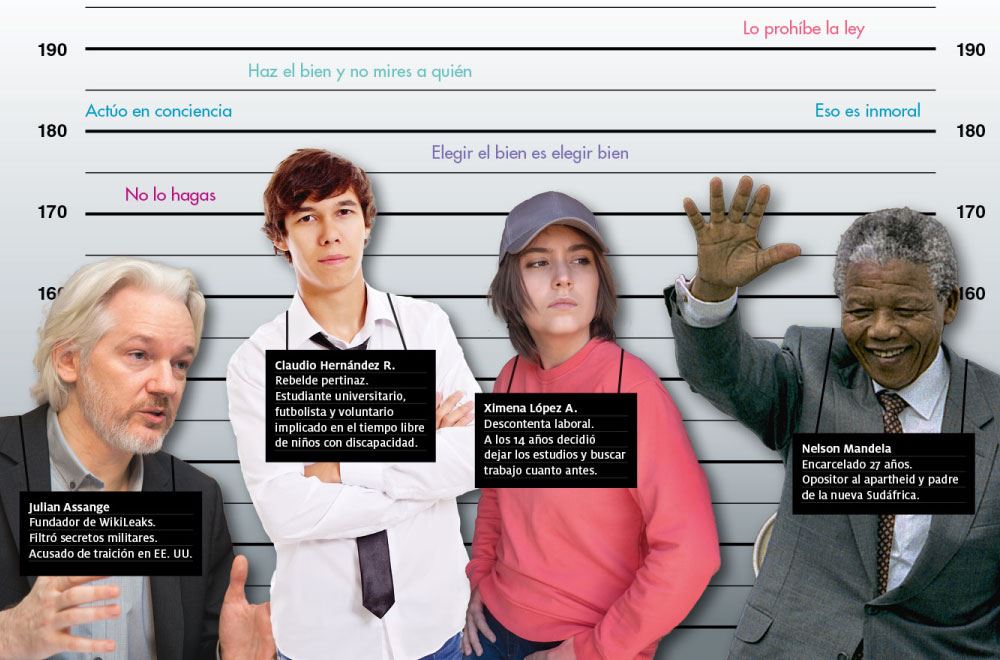 Lo prohíbe la ley
190
190
Haz el bien y no mires a quién
Actúo en conciencia
Eso es inmoral
180
180
Elegir el bien es elegir bien
No lo hagas
170
170
160
160
Claudio Hernández R.
Rebelde pertinaz.
Estudiante universitario,
futbolista y voluntario
implicado en el tiempo libre
de niños con discapacidad.
Ximena López A.
Descontenta laboral.
A los 14 años decidió
dejar los estudios y buscar
trabajo cuanto antes.
Nelson Mandela
Encarcelado 27 años.
Opositor al apartheid y padre
de la nueva Sudáfrica.
Julian Assange
Fundador de WikiLeaks.
Filtró secretos militares.
Acusado de traición en EE. UU.